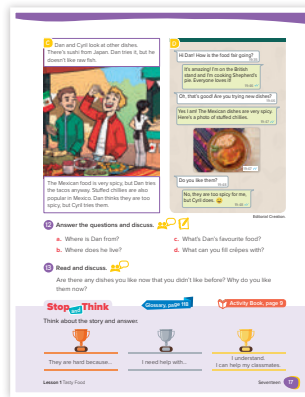 C
Dan and Cyril look at other dishes.
There's sushi from Japan. Dan tries it, but he
doesn't like raw fish.
The Mexican food is very spicy, but Dan tries
the tacos anyway. Stuffed chillies are also
popular in Mexico. Dan thinks they are too
spicy, but Cyril tries them.
D
Hi Dan! How is the food fair going?
It's amazing! I'm on the British
stand and I'm cooking Shepherd's
pie. Everyone loves it!
Oh, that's good! Are you trying new dishes?
Yes I am! The Mexican dishes are very spicy.
Here's a photo of stuffed chillies.
Do you like them?
No, they are too spicy for me,
but Cyril does.
Editorial Creation
12 Answer the questions and discuss.
a. Where is Dan from?
b. Where does he live?
c. What's Dan's favourite food?
d. What can you fill crêpes with?
13 Read and discuss.
Are there any dishes you like now that you didn't like before? Why do you like
them now?
Stop and Think
Glossary, page 118
Activity Book, page 9
Think about the story and answer.
They are hard because...
I need help with...
I understand.
I can help my classmates.
Lesson 1 Tasty Food
Seventeen 17